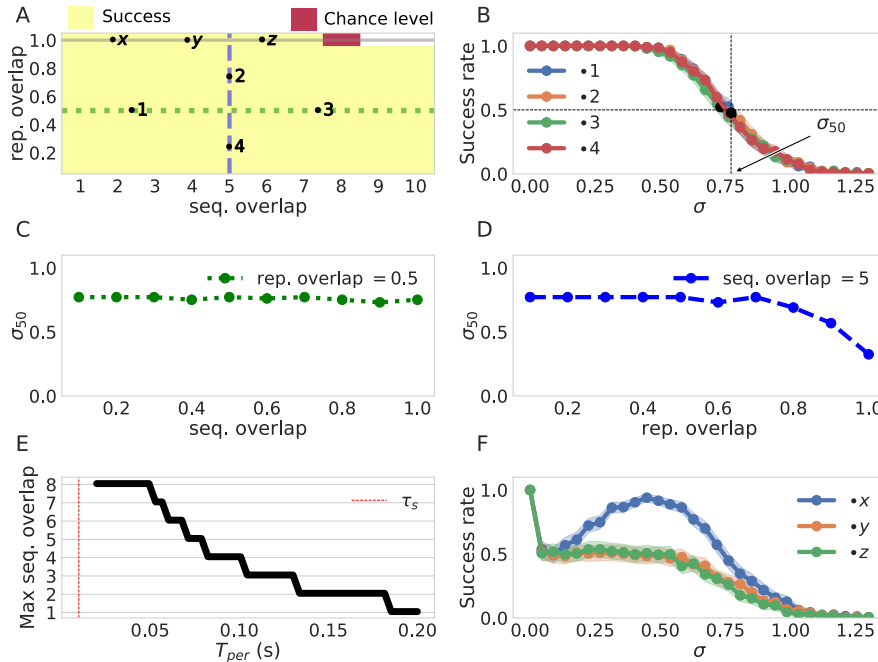 A
Success
Chance level
rep. overlap
1.0
0.8
0.6
0.4
0.2
x
y
z
2
1
3
4
1 2 3 4 5 6 7 8 9 10
seq. overlap
B
Success rate
1.0
0.5
0.0
•1
•2
•3
•4
σ50
0.00 0.25 0.50 0.75 1.00 1.25
σ
C
σ50
1.0
0.5
0.0
rep. overlap = 0.5
0.2 0.4 0.6 0.8 1.0
seq. overlap
D
σ50
1.0
0.5
0.0
seq. overlap = 5
0.2 0.4 0.6 0.8 1.0
rep. overlap
E
Max seq. overlap
8
7
6
5
4
3
2
1
τs
0.05 0.10 0.15 0.20
Tper (s)
F
Success rate
1.0
0.5
0.0
•x
•y
•z
0.00 0.25 0.50 0.75 1.00 1.25
σ